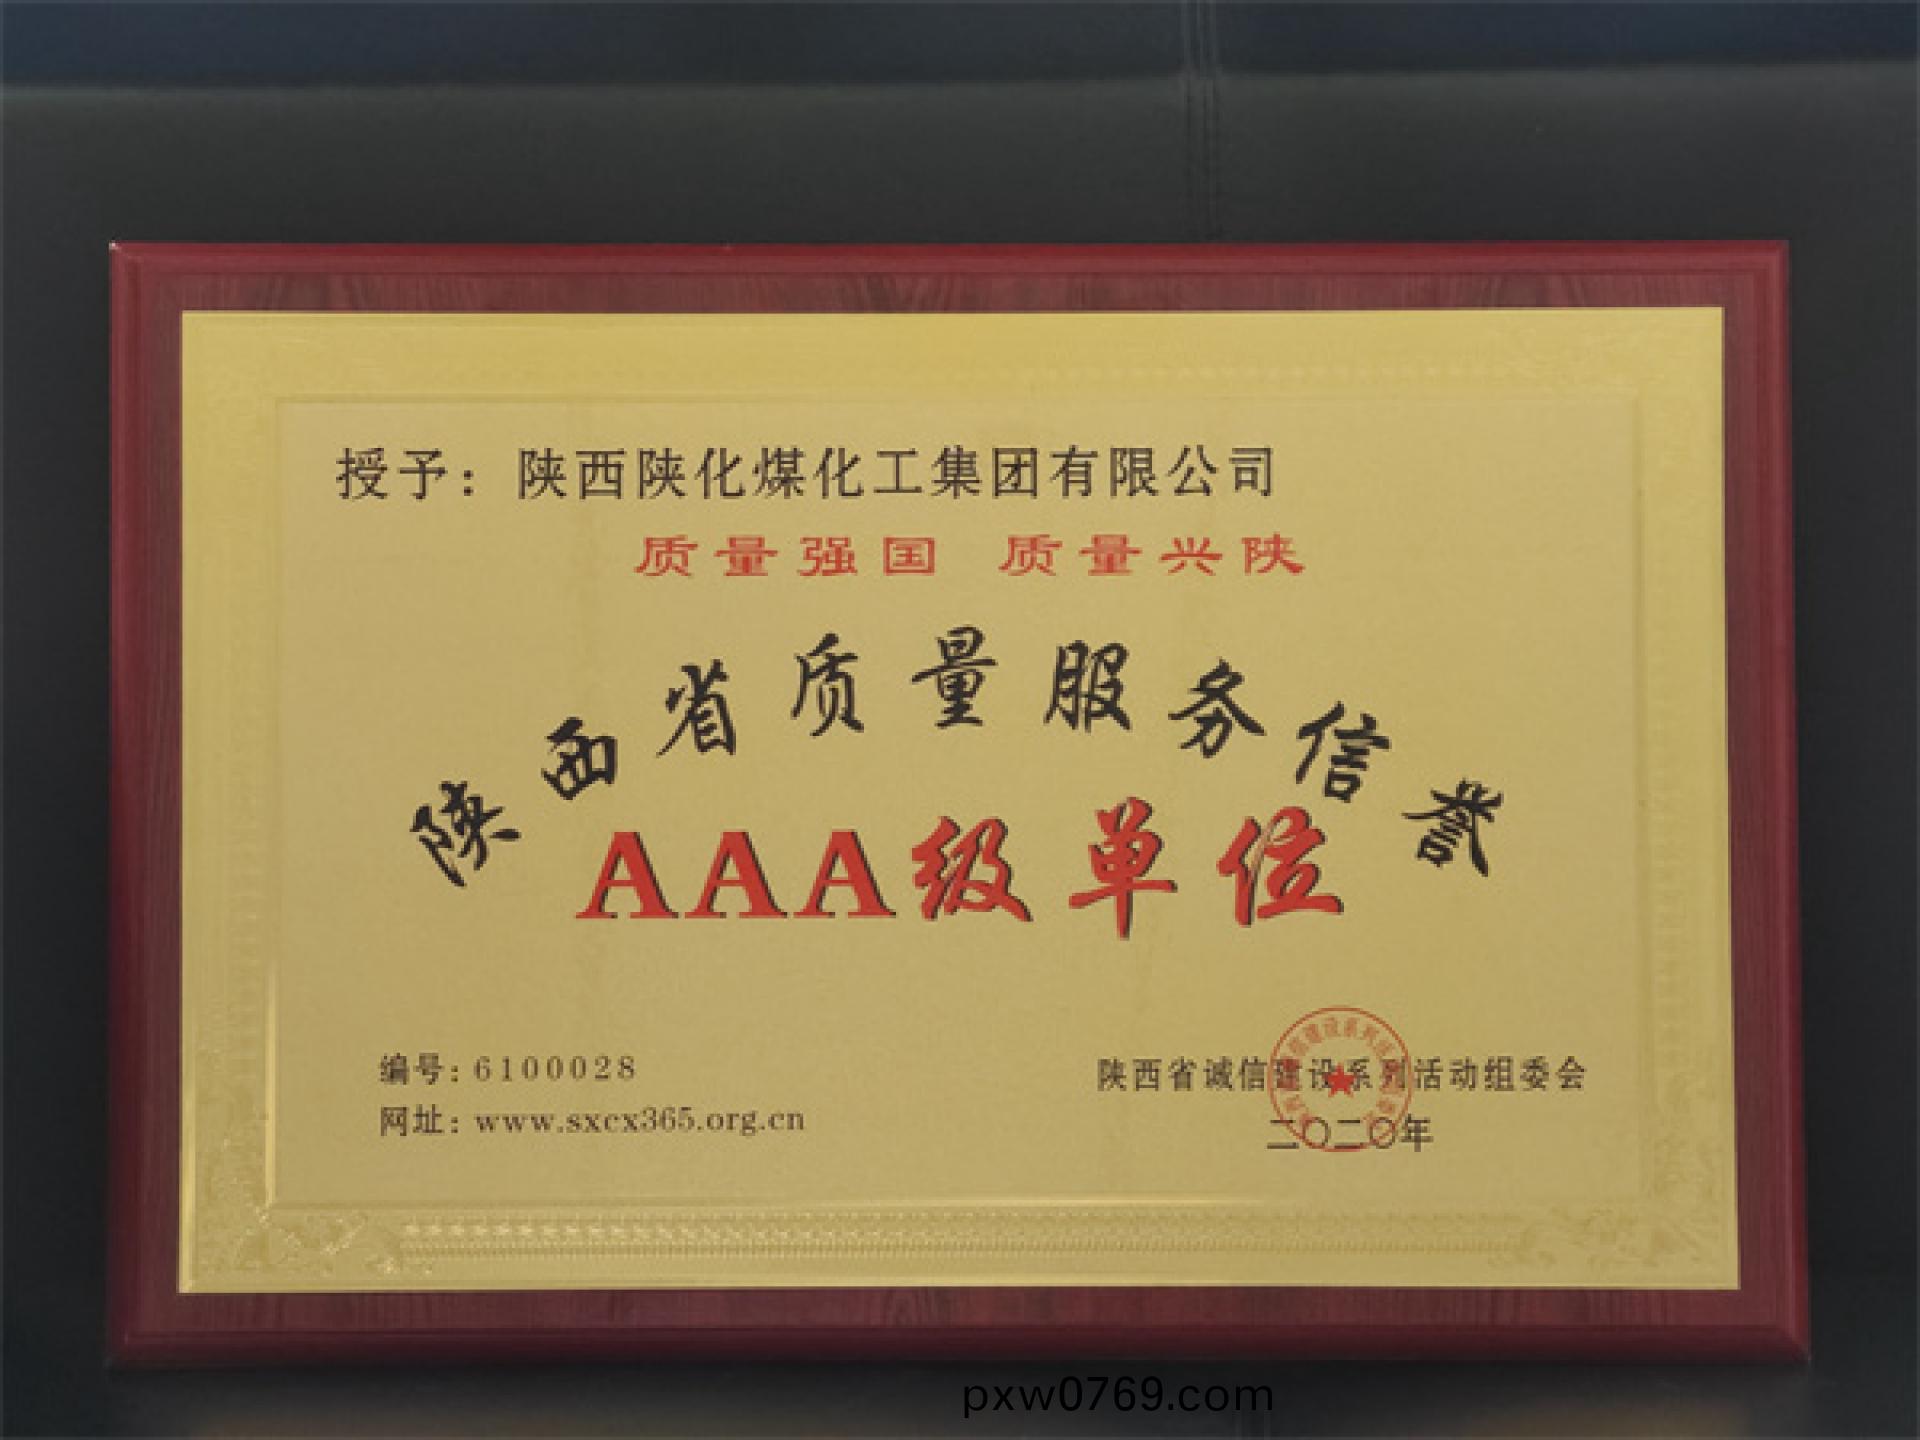 授予：陕西陕化煤化工集团有限公司
质量强国 质量兴陕
陕西省质量服务信誉
AAA级单位
编号：6100028
网址：www.sxcx365.org.cn
陕西省诚信建设系列活动组委会
二〇二〇年
pxw0769.com